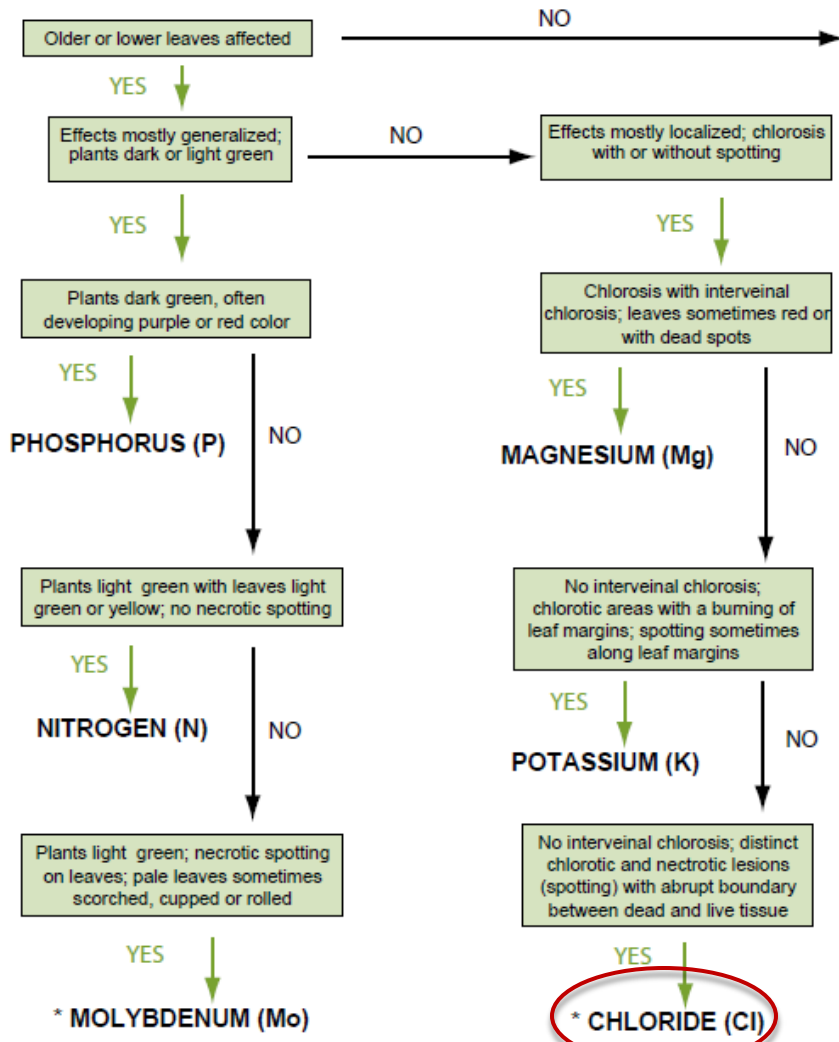 Older or lower leaves affected
NO
YES
Effects mostly generalized;
plants dark or light green
NO
Effects mostly localized; chlorosis
with or without spotting
YES
YES
Plants dark green, often
developing purple or red color
Chlorosis with interveinal
chlorosis; leaves sometimes red or
with dead spots
YES
NO
PHOSPHORUS (P)
YES
NO
MAGNESIUM (Mg)
Plants light green with leaves light
green or yellow; no necrotic spotting
No interveinal chlorosis;
chlorotic areas with a burning of
leaf margins; spotting sometimes
along leaf margins
YES
NO
NITROGEN (N)
YES
NO
POTASSIUM (K)
Plants light green; necrotic spotting
on leaves; pale leaves sometimes
scorched, cupped or rolled
No interveinal chlorosis; distinct
chlorotic and nectrotic lesions
(spotting) with abrupt boundary
between dead and live tissue
YES
* MOLYBDENUM (Mo)
YES
* CHLORIDE (Cl)